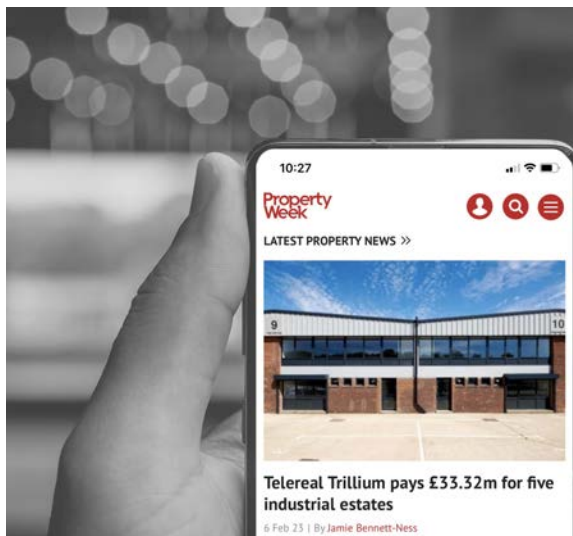 10:27
Property
Week
LATEST PROPERTY NEWS >>
9
10
Telereal Trillium pays £33.32m for five
industrial estates
6 Feb 23 | By Jamie Bennett-Ness